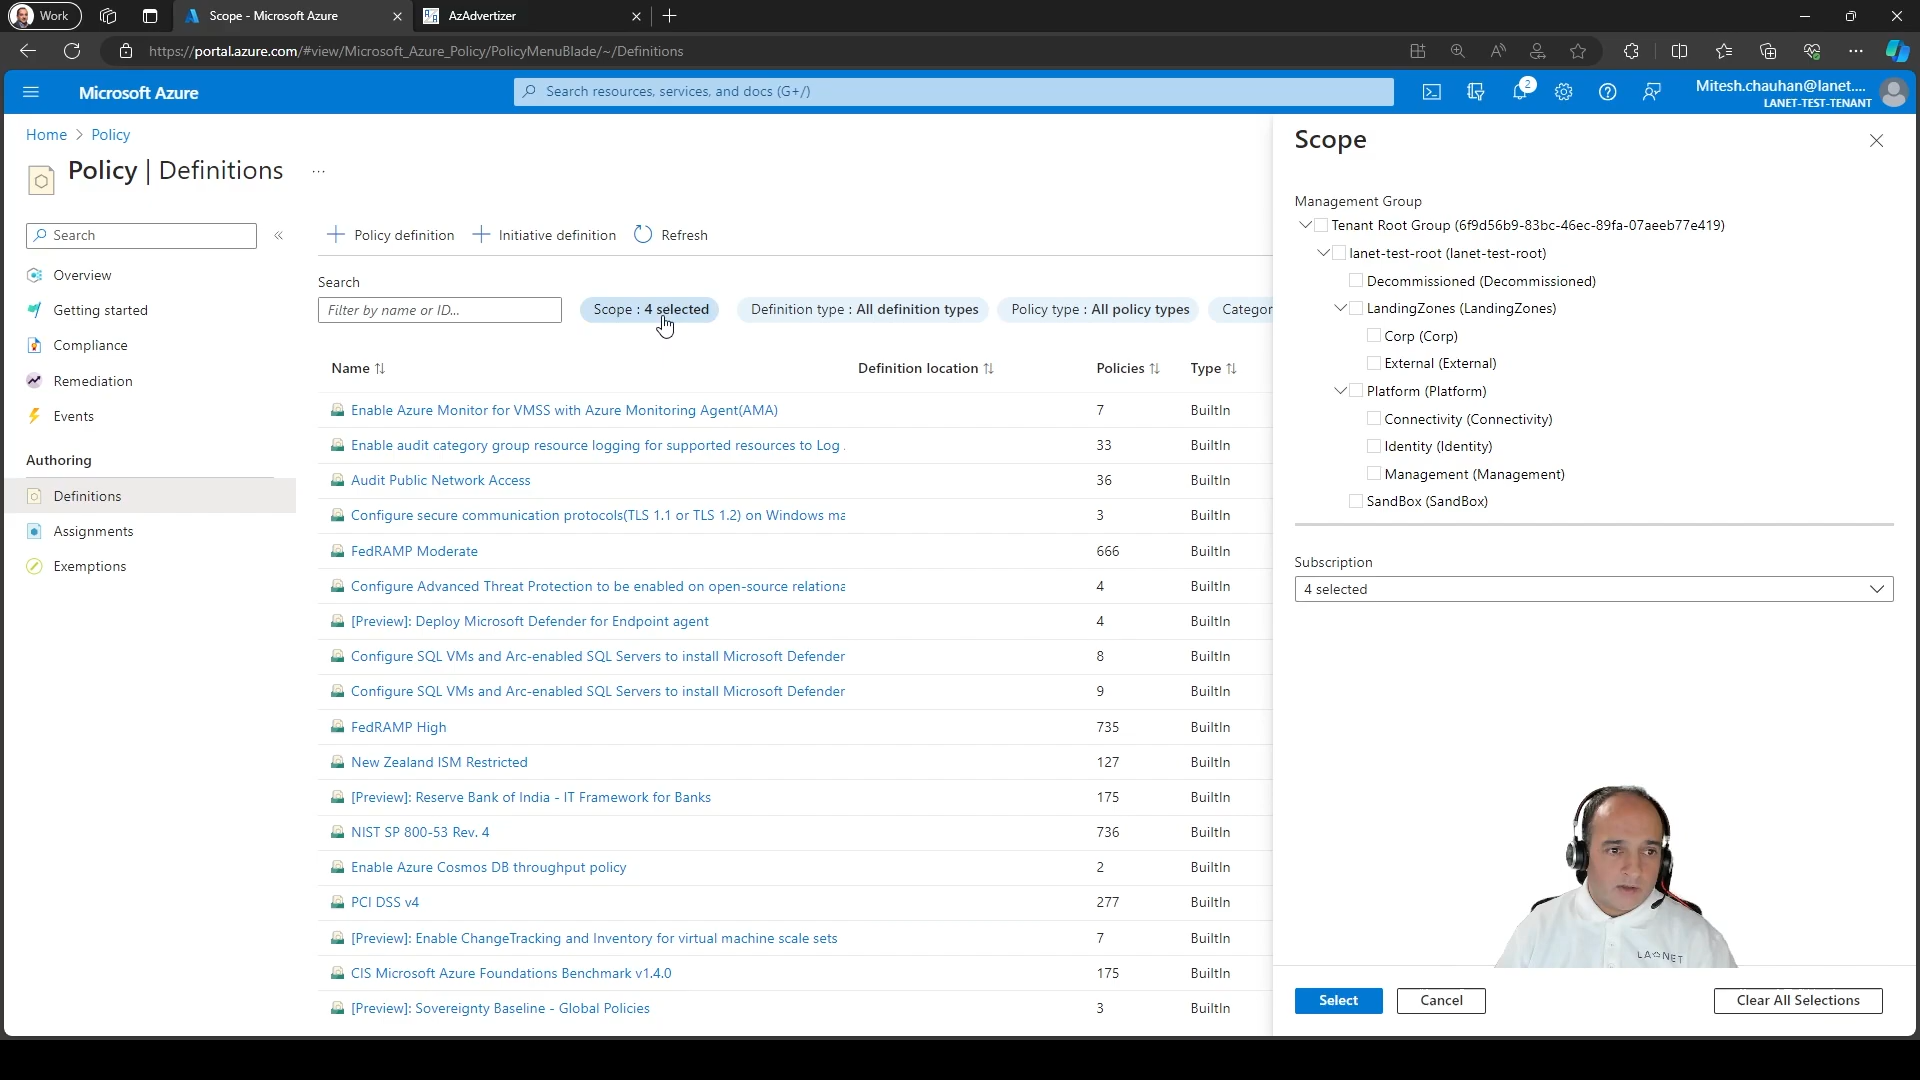 Work
Scope - Microsoft Azure
AzAdvertizer
https://portal.azure.com/#view/Microsoft_Azure_Policy/PolicyMenuBlade/~/Definitions
Microsoft Azure
Search resources, services, and docs (G+/)
2
Mitesh.chauhan@lanet....
LANET-TEST-TENANT
Home > Policy
Policy | Definitions ...
Search
Overview
Getting started
Compliance
Remediation
Events
Authoring
Definitions
Assignments
Exemptions
+ Policy definition + Initiative definition Refresh
Search
Filter by name or ID...
Scope : 4 selected
Definition type : All definition types
Policy type : All policy types
Categor
Name Definition location Policies Type
Enable Azure Monitor for VMSS with Azure Monitoring Agent(AMA) 7 BuiltIn
Enable audit category group resource logging for supported resources to Log . 33 BuiltIn
Audit Public Network Access 36 BuiltIn
Configure secure communication protocols(TLS 1.1 or TLS 1.2) on Windows ma 3 BuiltIn
FedRAMP Moderate 666 BuiltIn
Configure Advanced Threat Protection to be enabled on open-source relationa 4 BuiltIn
[Preview]: Deploy Microsoft Defender for Endpoint agent 4 BuiltIn
Configure SQL VMs and Arc-enabled SQL Servers to install Microsoft Defender 8 BuiltIn
Configure SQL VMs and Arc-enabled SQL Servers to install Microsoft Defender 9 BuiltIn
FedRAMP High 735 BuiltIn
New Zealand ISM Restricted 127 BuiltIn
[Preview]: Reserve Bank of India - IT Framework for Banks 175 BuiltIn
NIST SP 800-53 Rev. 4 736 BuiltIn
Enable Azure Cosmos DB throughput policy 2 BuiltIn
PCI DSS v4 277 BuiltIn
[Preview]: Enable ChangeTracking and Inventory for virtual machine scale sets 7 BuiltIn
CIS Microsoft Azure Foundations Benchmark v1.4.0 175 BuiltIn
[Preview]: Sovereignty Baseline - Global Policies 3 BuiltIn
Scope
Management Group
Tenant Root Group (6f9d56b9-83bc-46ec-89fa-07aeeb77e419)
lanet-test-root (lanet-test-root)
Decommissioned (Decommissioned)
LandingZones (LandingZones)
Corp (Corp)
External (External)
Platform (Platform)
Connectivity (Connectivity)
Identity (Identity)
Management (Management)
SandBox (SandBox)
Subscription
4 selected
LA NET
Select
Cancel
Clear All Selections